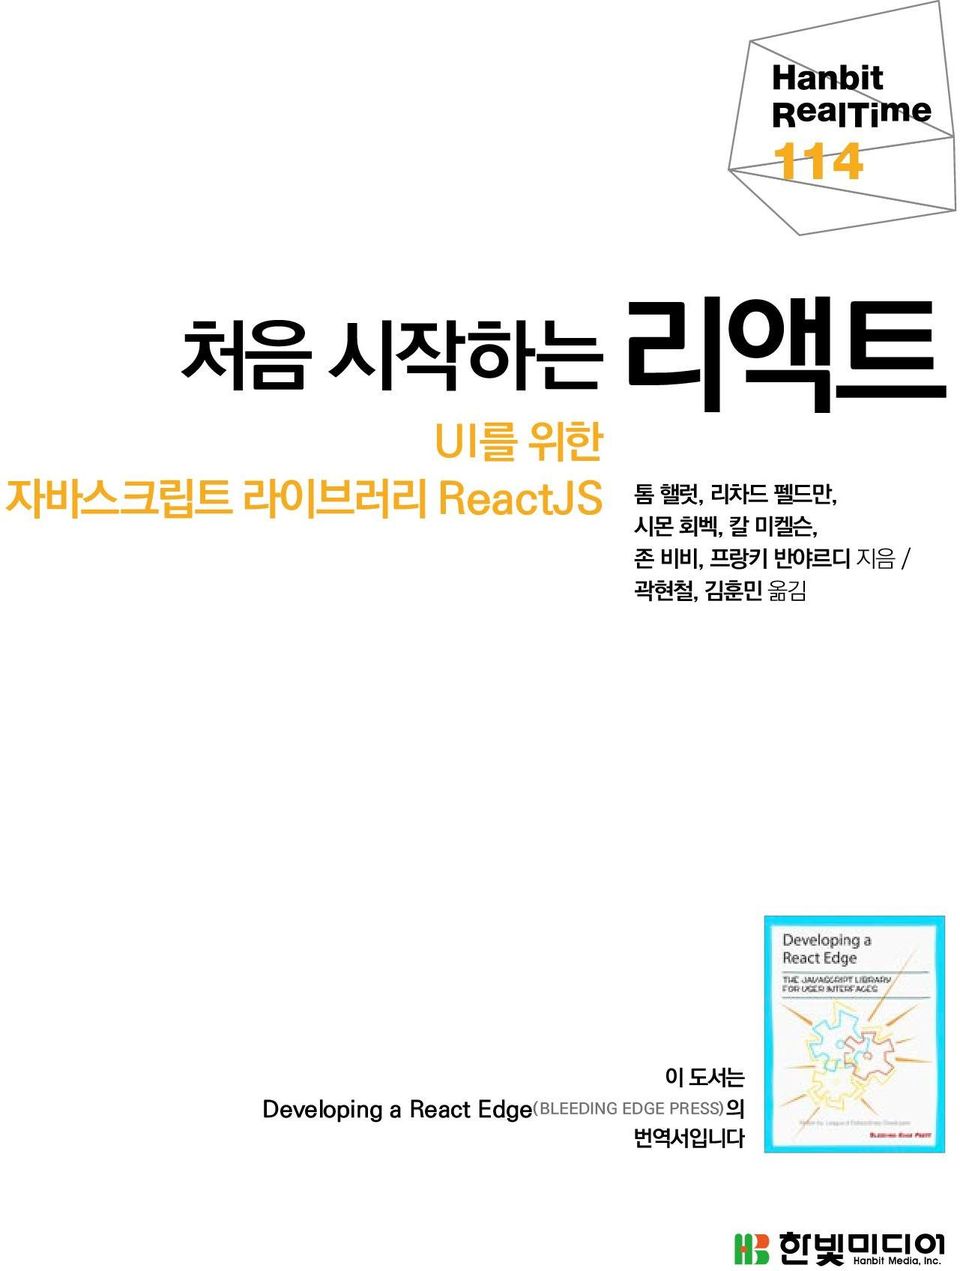 Hanbit
RealTime
114
처음 시작하는 리액트
UI를 위한
자바스크립트 라이브러리 ReactJS
톰 핼럿, 리차드 펠드만,
시몬 회벡, 칼 미켈슨,
존 비비, 프랑키 반야르디 지음 /
곽현철, 김훈민 옮김
Developing a
React Edge
THE JAVASCRIPT LIBRARY
FOR USER INTERFACES
BLEEDING EDGE PRESS
이 도서는
Developing a React Edge(BLEEDING EDGE PRESS)의
번역서입니다
한빛미디어
Hanbit Media, Inc.